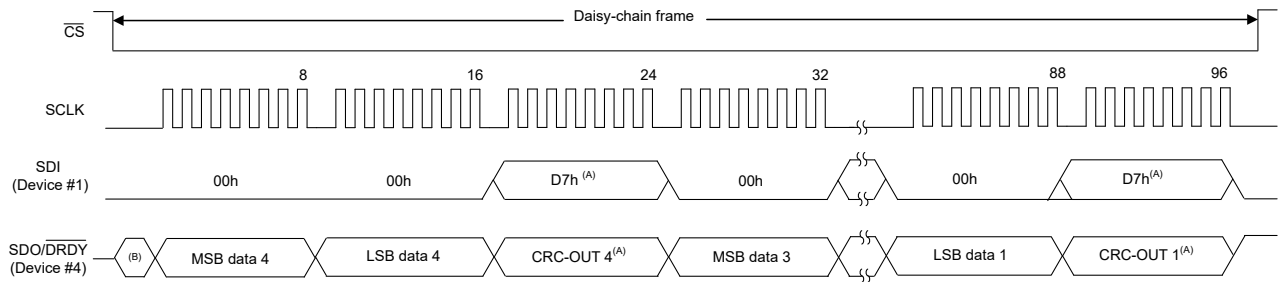 Daisy-chain frame
CS
8 16 24 32 88 96
SCLK
SDI
(Device #1)
00h 00h D7h (A) 00h 00h D7h(A)
SDO/DRDY
(Device #4)
(B) MSB data 4 LSB data 4 CRC-OUT 4(A) MSB data 3 LSB data 1 CRC-OUT 1(A)